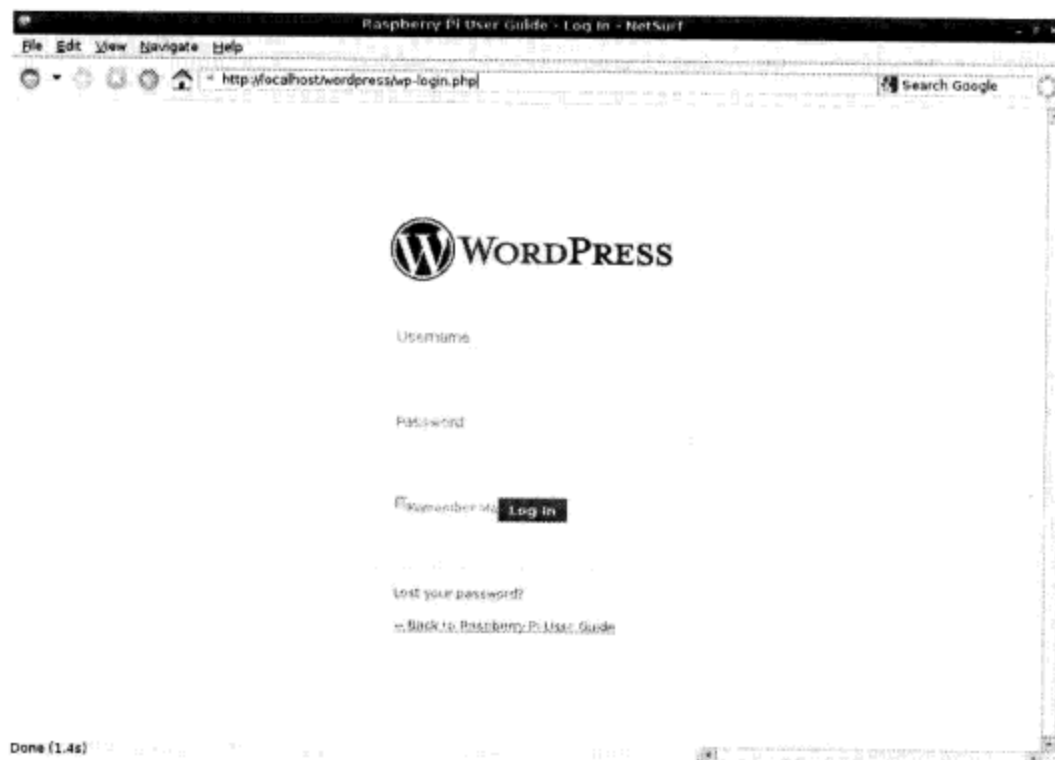 Raspberry Pi User Guide - Log In - NetSurf
File Edit View Navigate Help
http://localhost/wordpress/wp-login.php
Search Google
WORDPRESS
Username
Password
Remember Me
Log In
Lost your password?
← Back to Raspberry Pi User Guide
Done (1.4s)